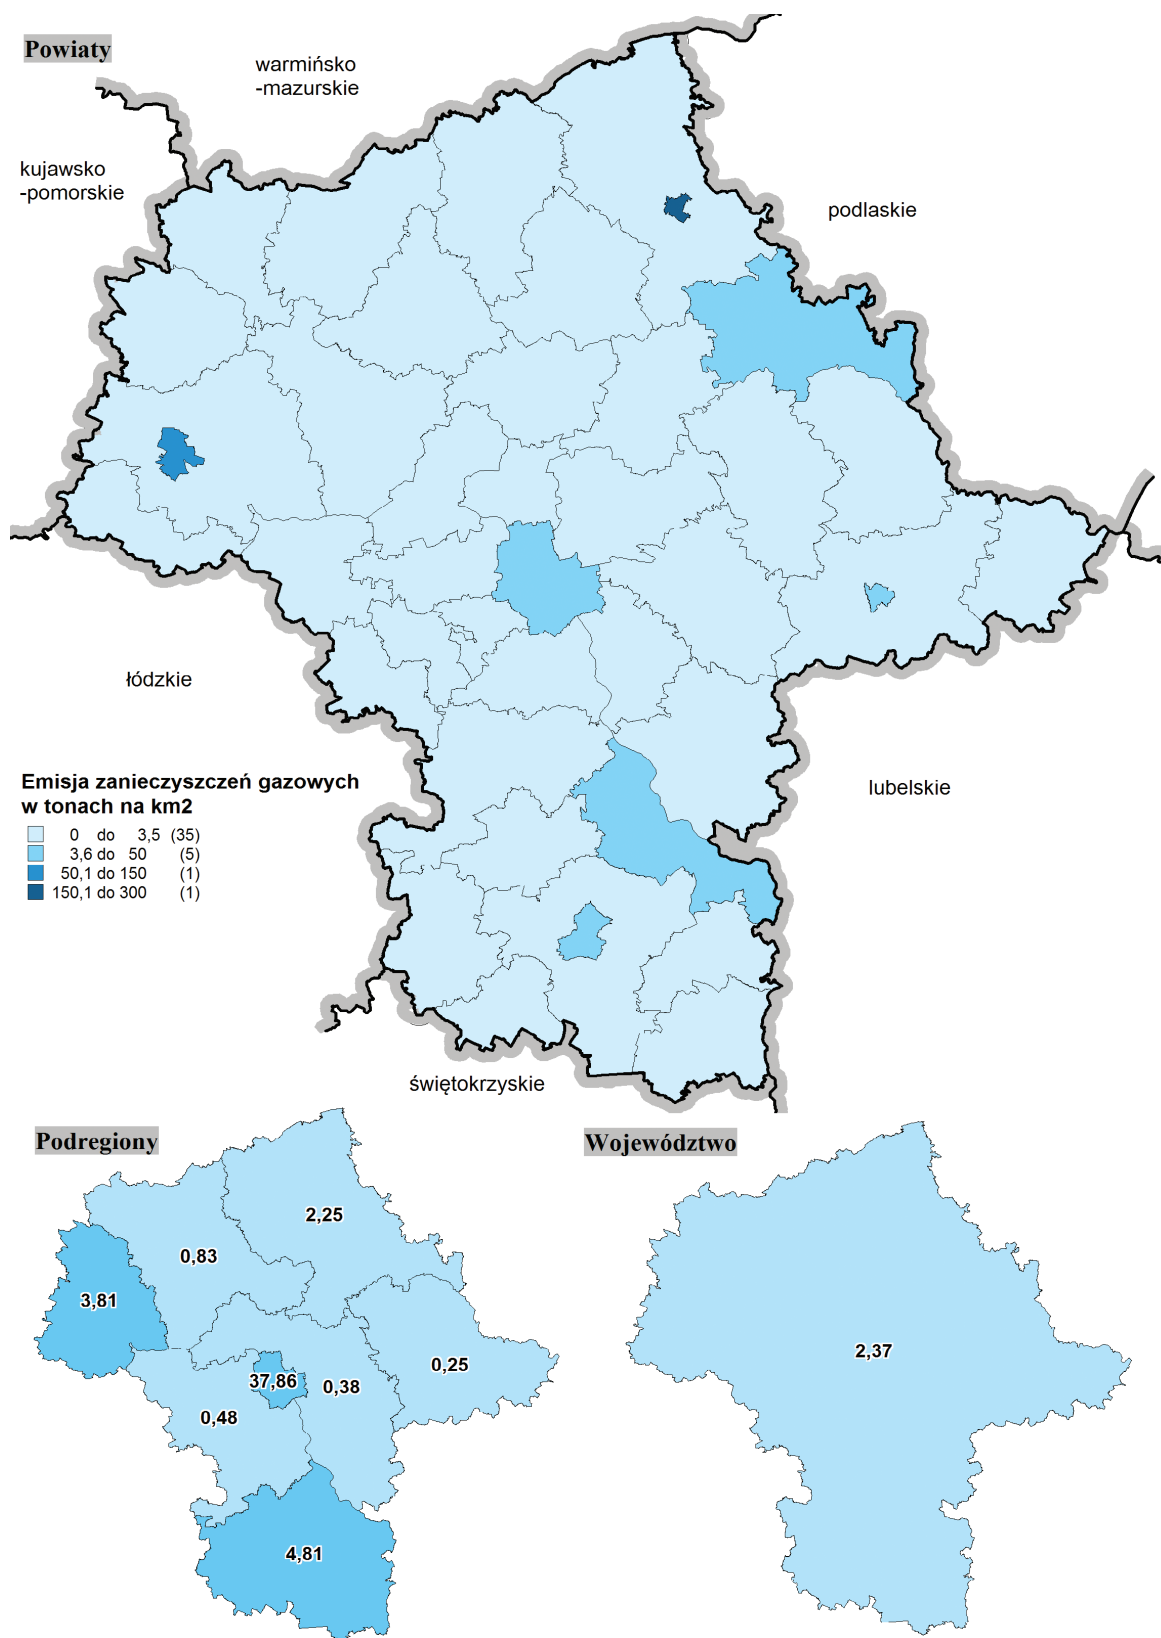 Powiaty
warmińsko
-mazurskie
kujawsko
-pomorskie
podlaskie
łódzkie
lubelskie
świętokrzyskie
Emisja zanieczyszczeń gazowych
w tonach na km2
0 do 3,5 (35)
3,6 do 50 (5)
50,1 do 150 (1)
150,1 do 300 (1)
Podregiony
2,25
0,83
3,81
0,25
37,86
0,38
0,48
4,81
Województwo
2,37